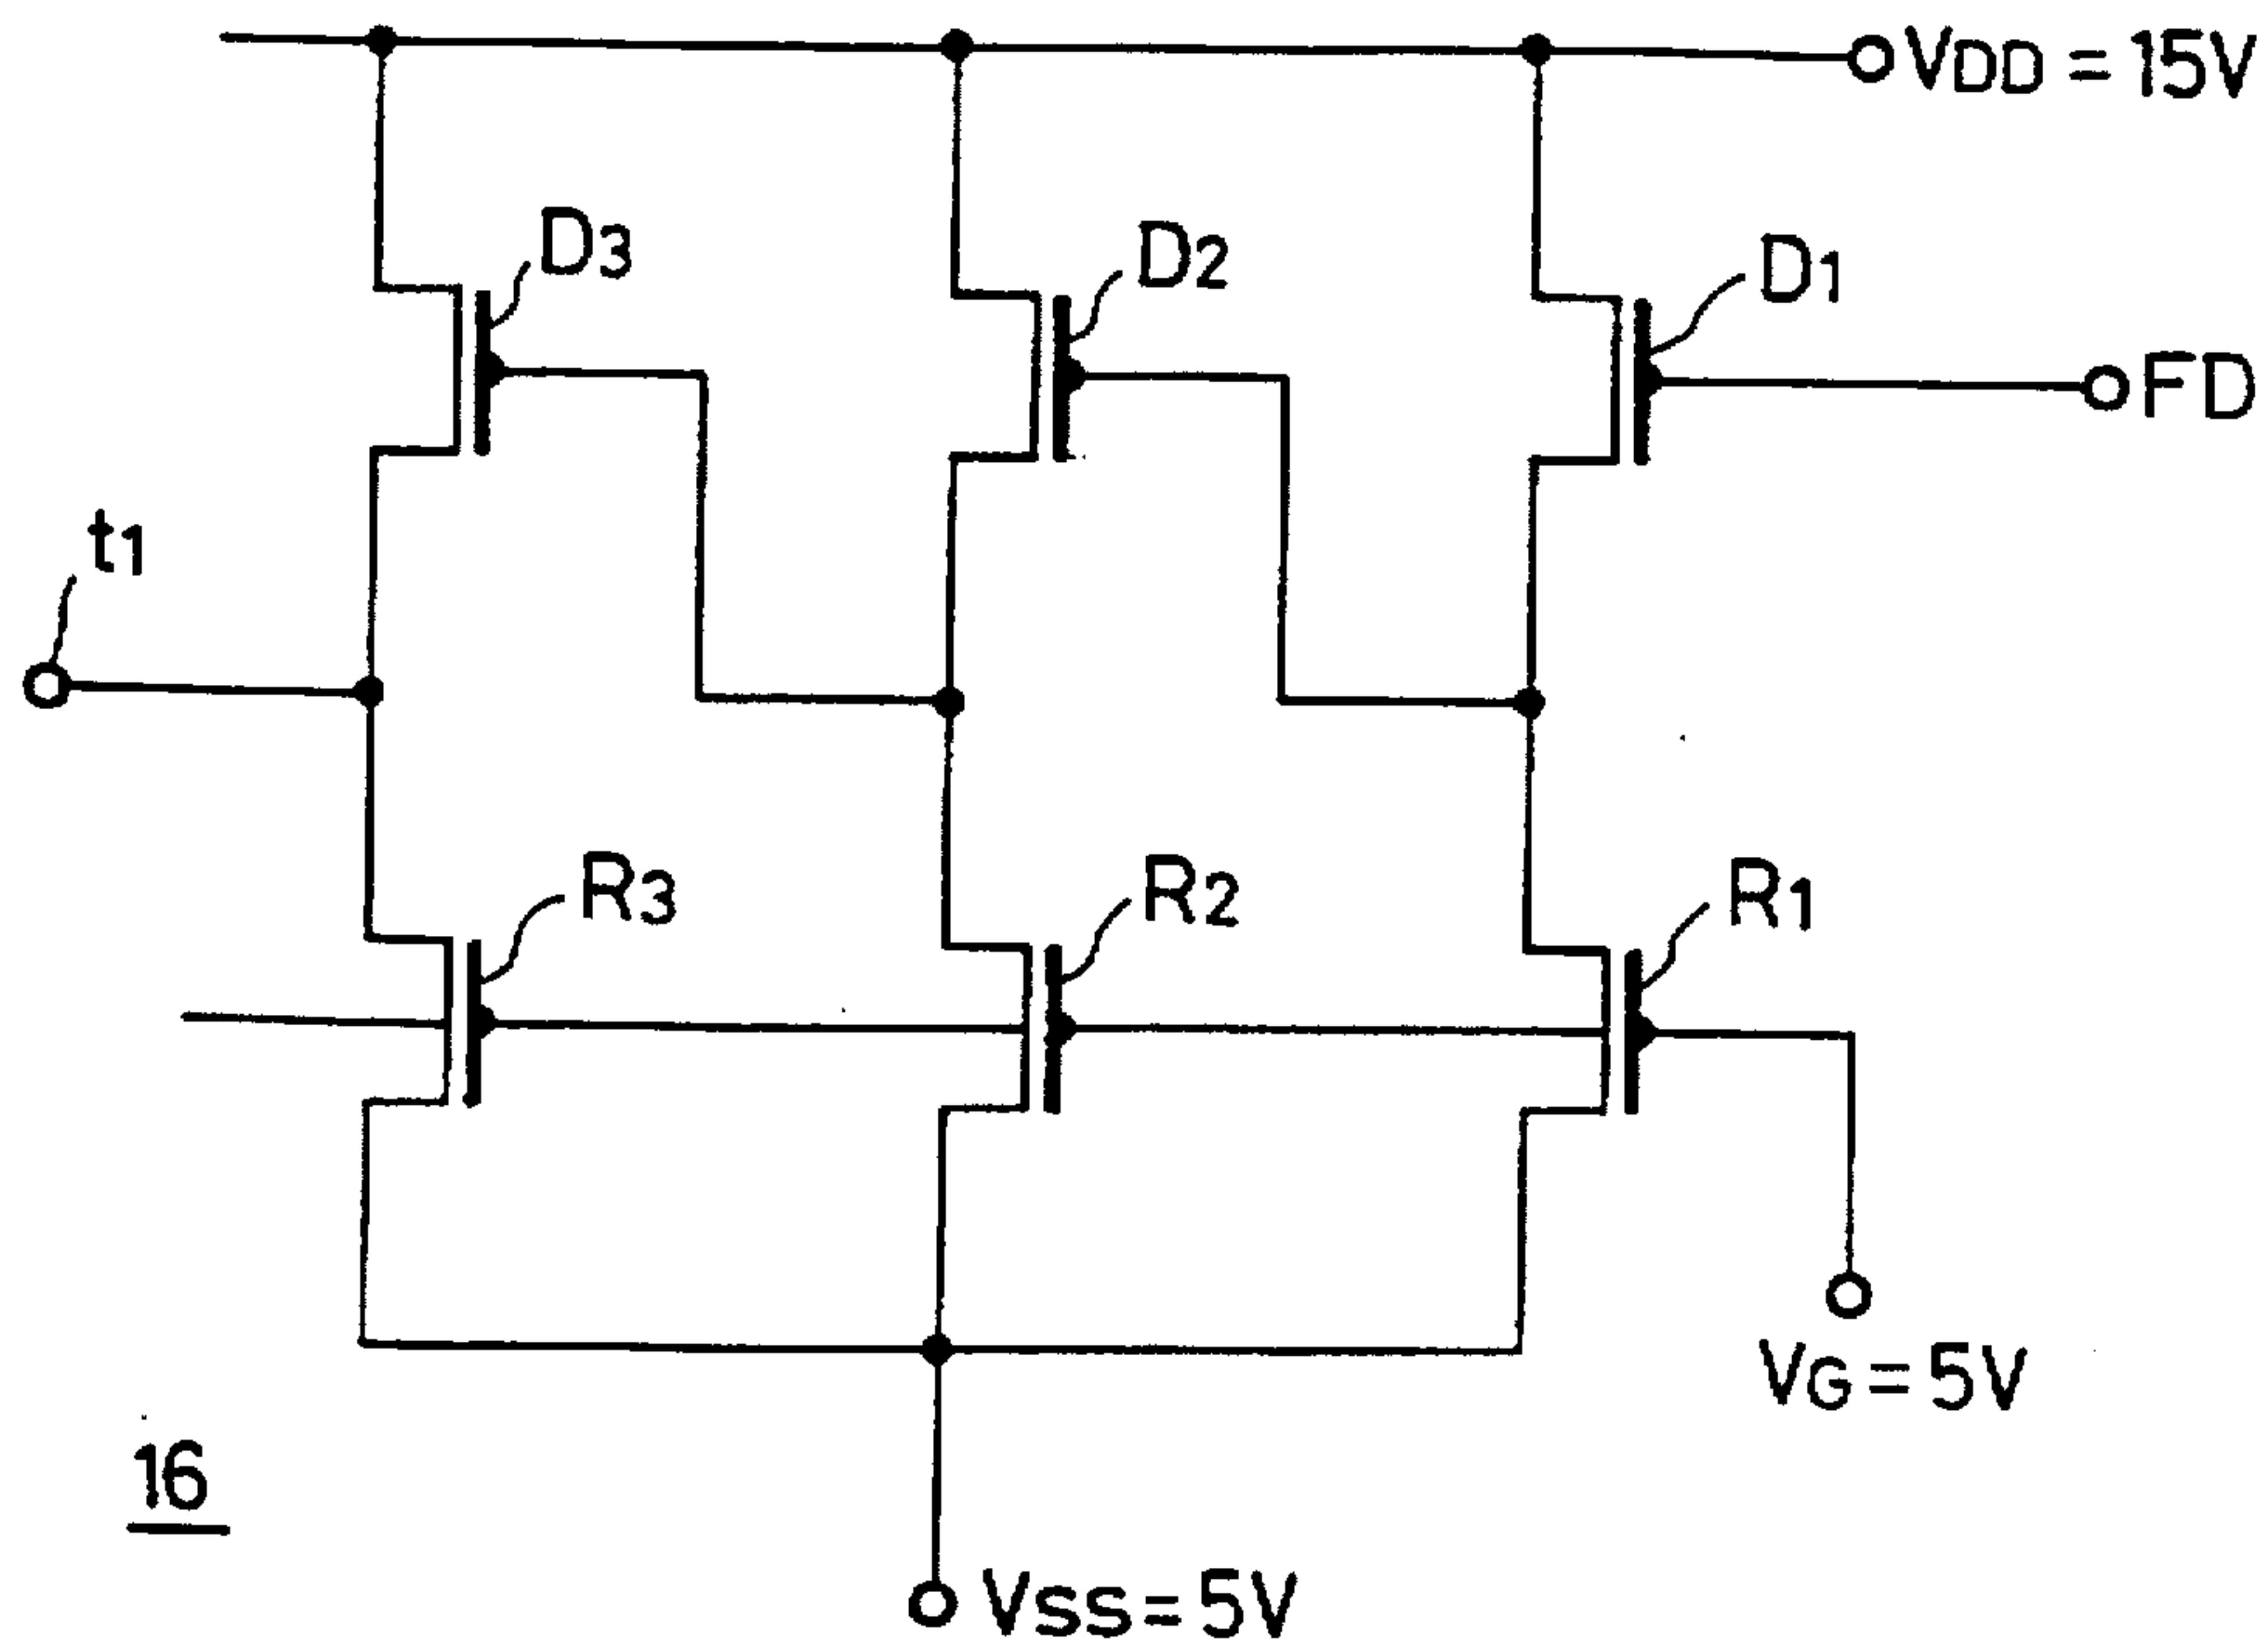 VDD = 15V
D3
D2
D1
FD
t1
R3
R2
R1
VG = 5V
16
VSS = 5V